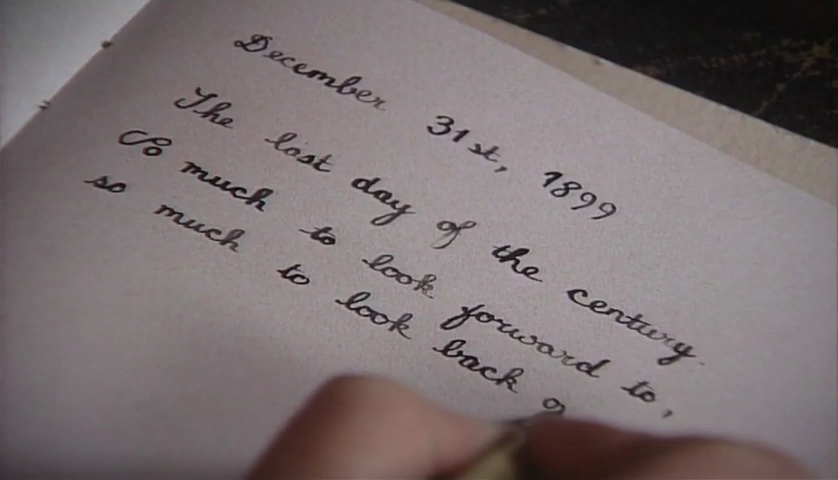 December 31st, 1899
The last day of the century.
So much to look forward to,
so much to look back